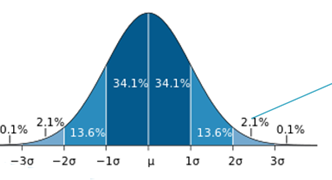 34.1% 34.1%
0.1% 2.1% 13.6% 13.6% 2.1% 0.1%
−3σ −2σ −1σ μ 1σ 2σ 3σ